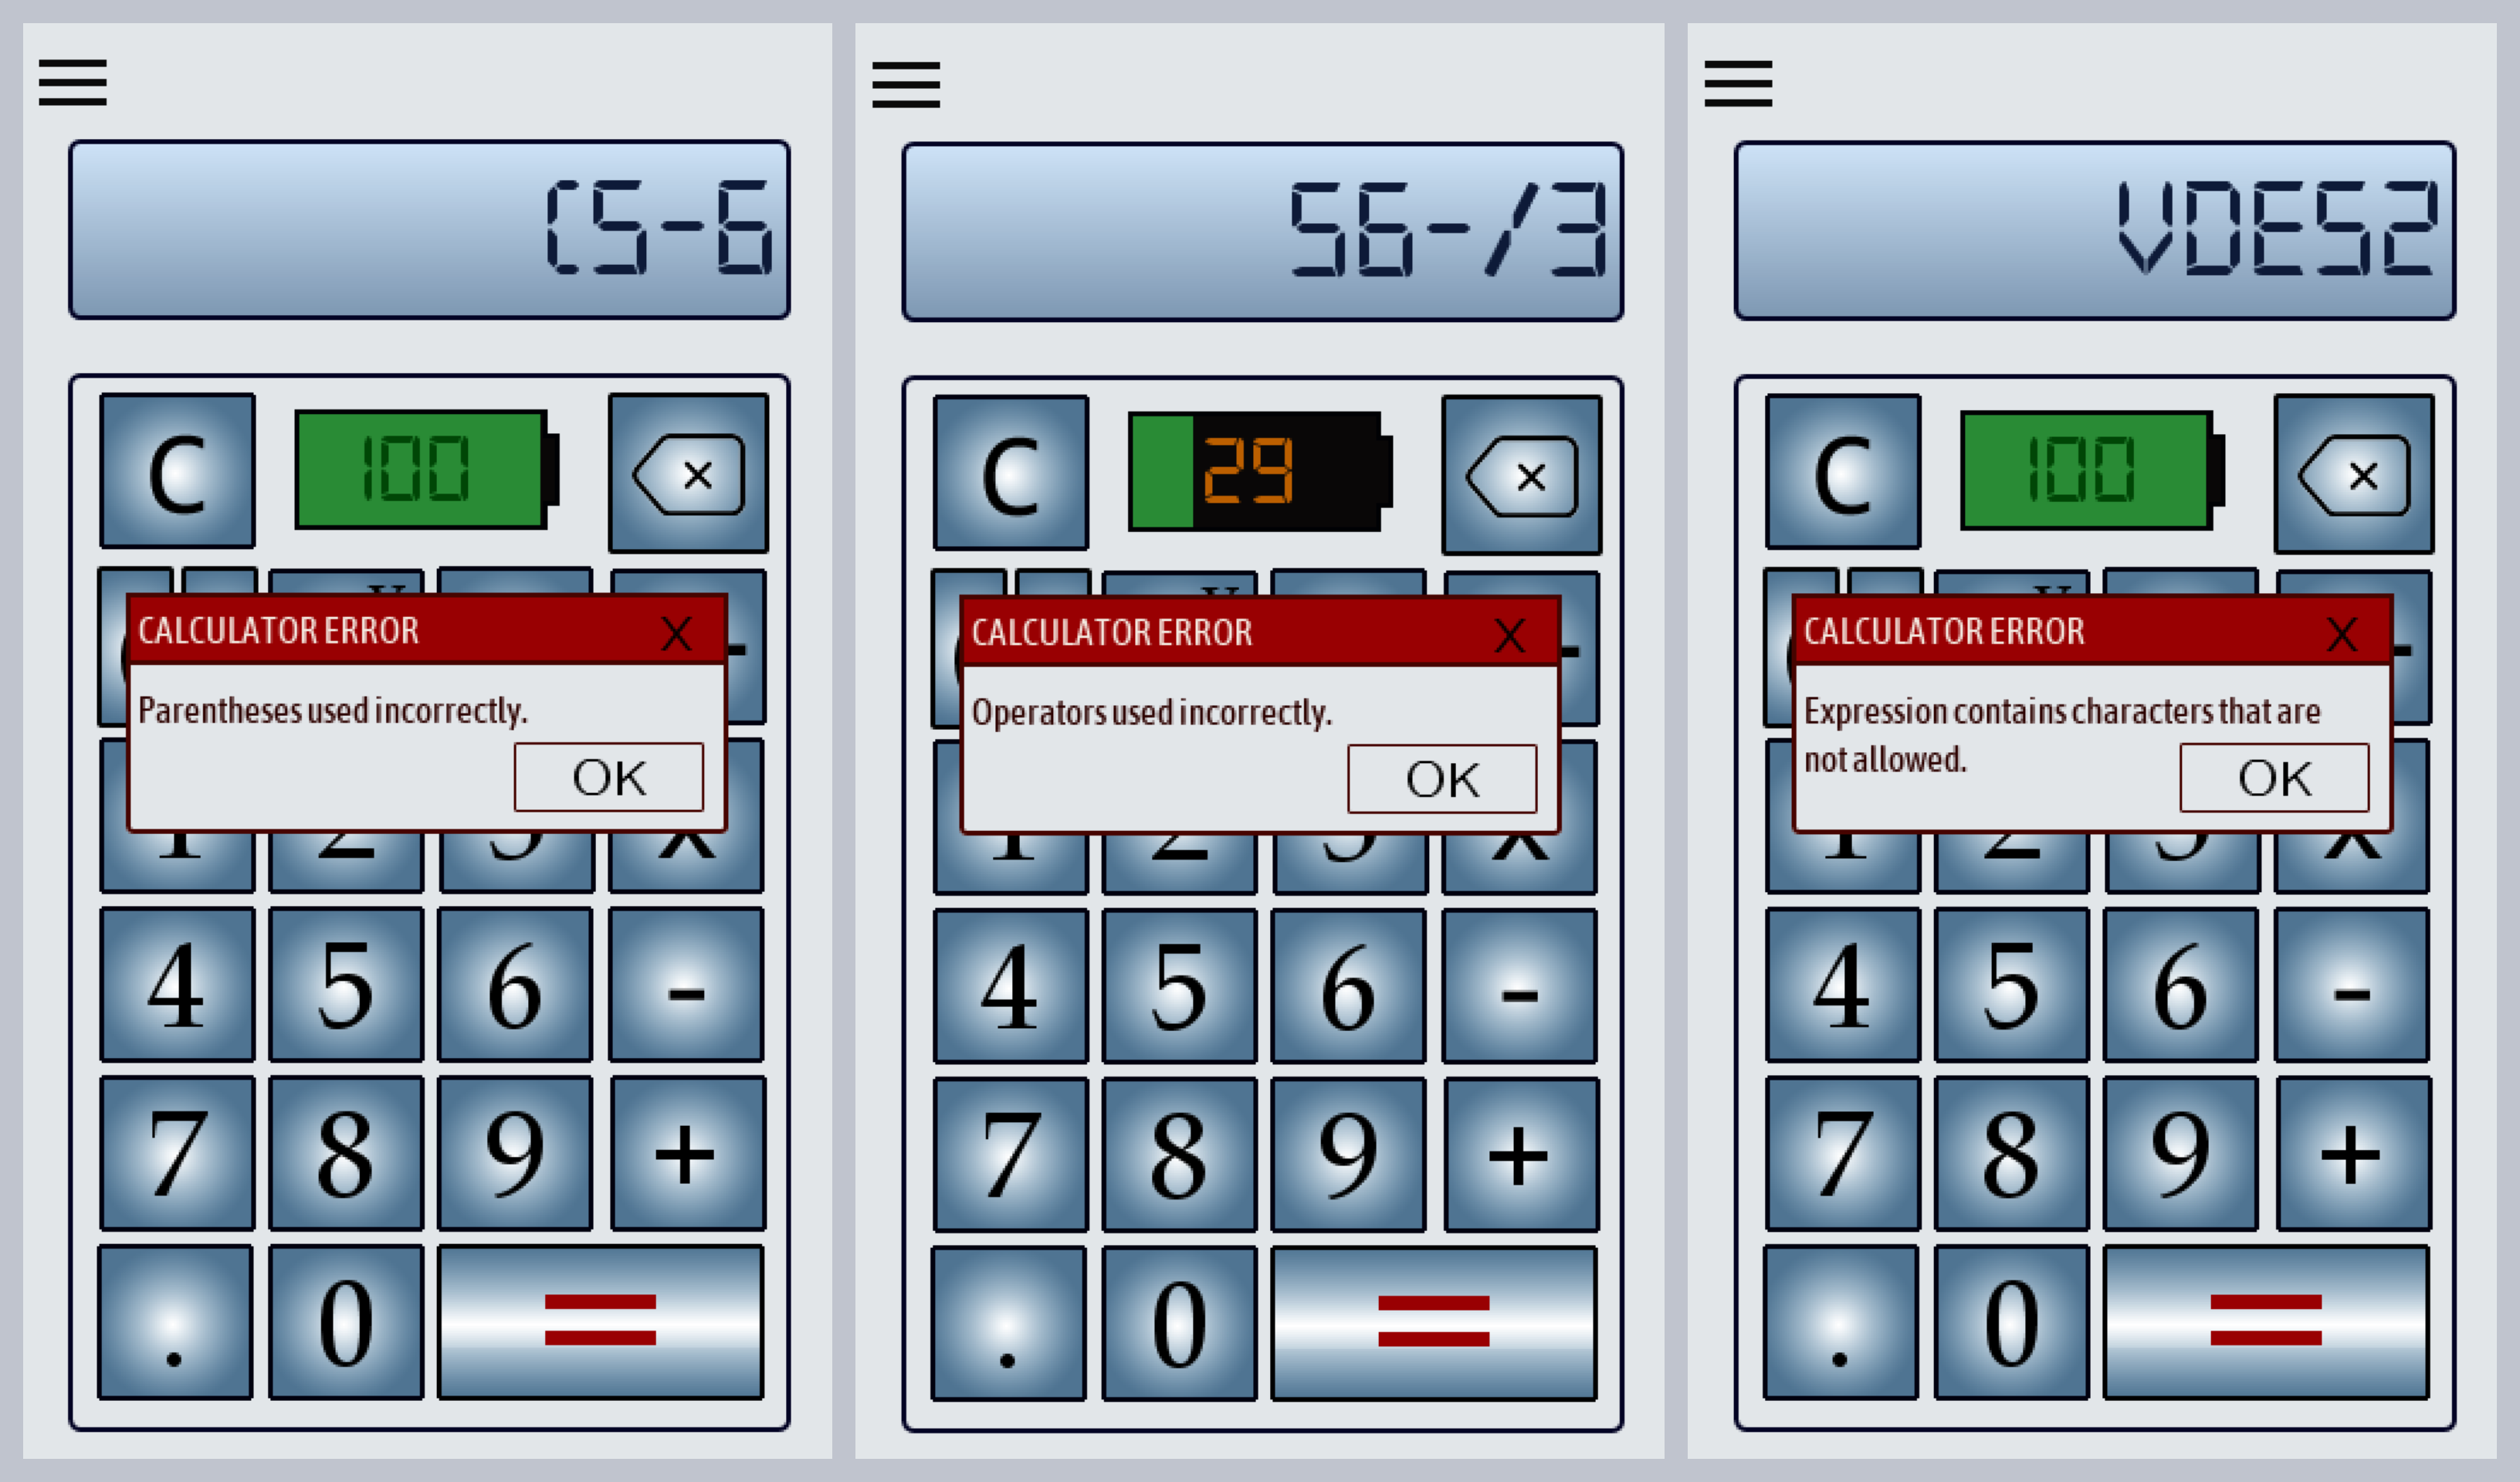 (5-6
C
100
CALCULATOR ERROR X
Parentheses used incorrectly.
OK
4 5 6 -
7 8 9 +
. 0 =
56-/3
C
29
CALCULATOR ERROR X
Operators used incorrectly.
OK
4 5 6 -
7 8 9 +
. 0 =
VDES2
C
100
CALCULATOR ERROR X
Expression contains characters that are
not allowed.
OK
4 5 6 -
7 8 9 +
. 0 =